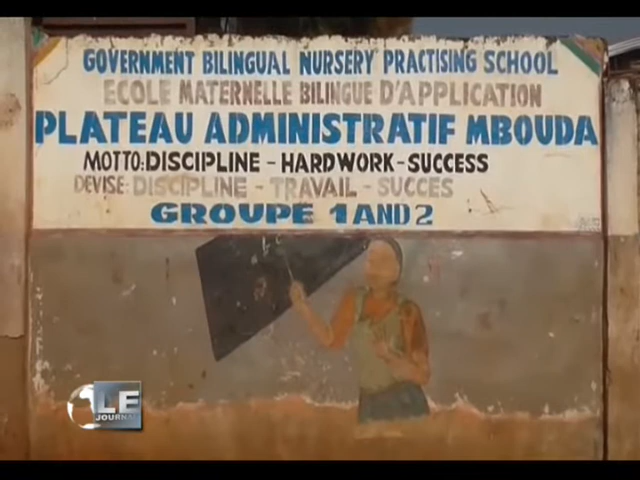 GOVERNMENT BILINGUAL NURSERY PRACTISING SCHOOL
ECOLE MATERNELLE BILINGUE D'APPLICATION
PLATEAU ADMINISTRATIF MBOUDA
MOTTO: DISCIPLINE - HARDWORK - SUCCESS
DEVISE: DISCIPLINE - TRAVAIL - SUCCES
GROUPE 1 AND 2
LE
JOURNAL